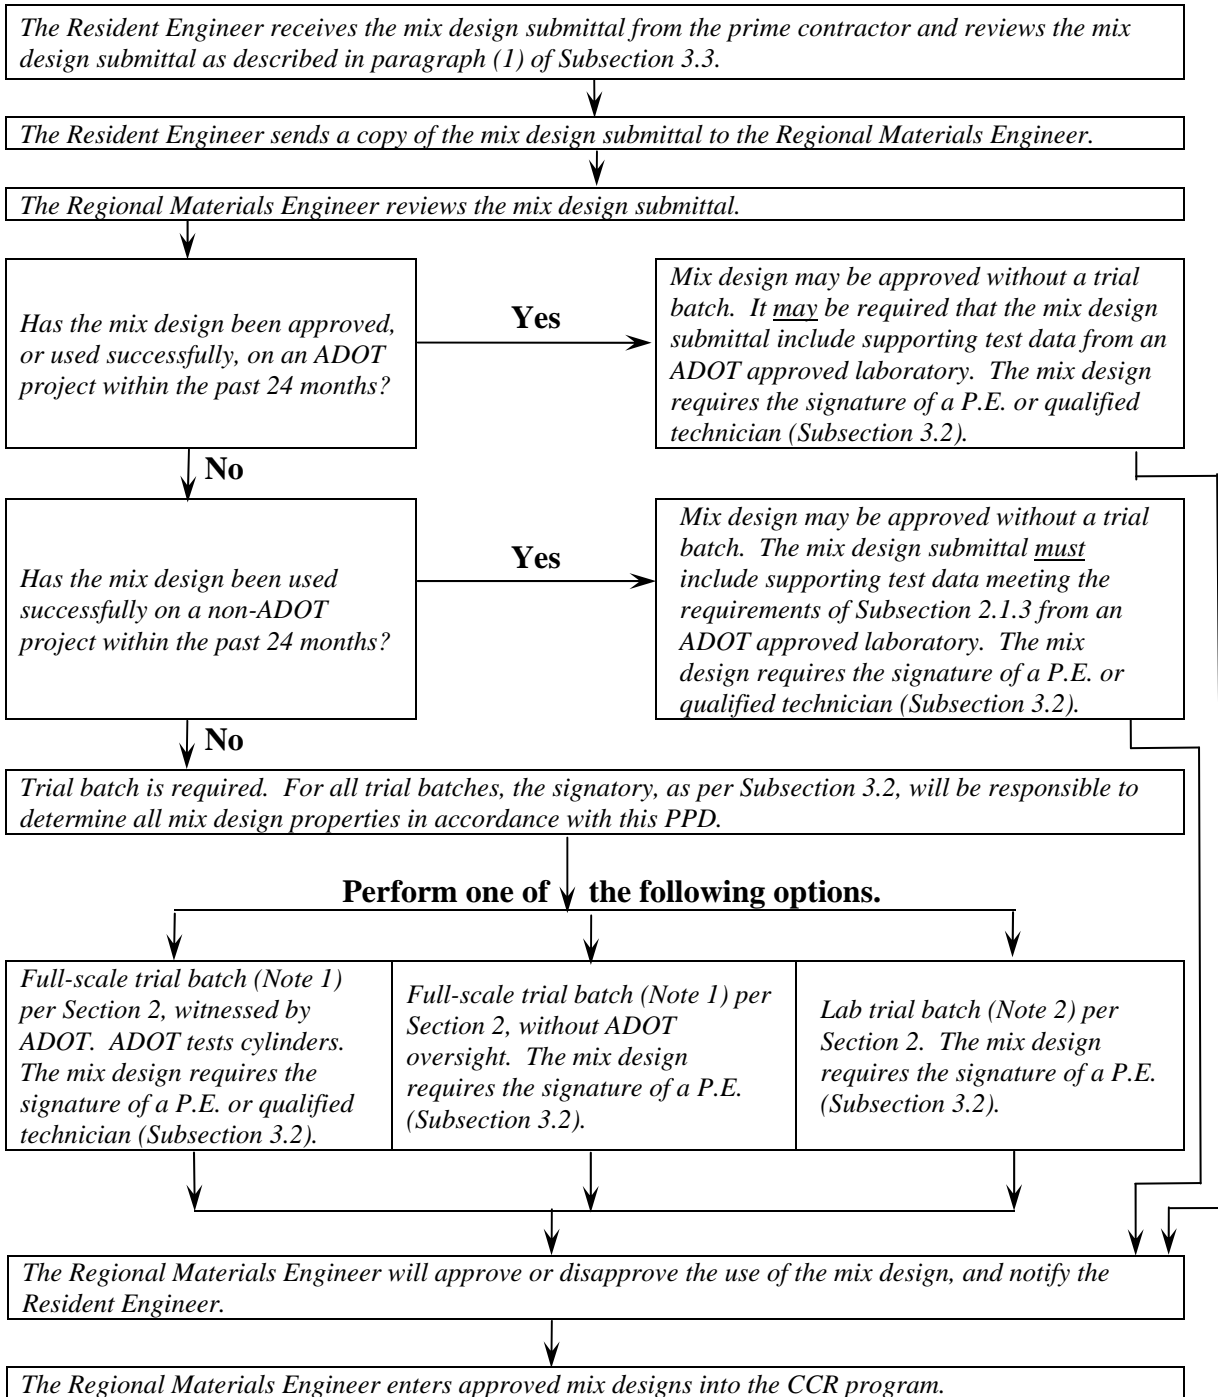 The Resident Engineer receives the mix design submittal from the prime contractor and reviews the mix
design submittal as described in paragraph (1) of Subsection 3.3.
The Resident Engineer sends a copy of the mix design submittal to the Regional Materials Engineer.
The Regional Materials Engineer reviews the mix design submittal.
Has the mix design been approved,
or used successfully, on an ADOT
project within the past 24 months?
Yes
Mix design may be approved without a trial
batch.  It may be required that the mix design
submittal include supporting test data from an
ADOT approved laboratory.  The mix design
requires the signature of a P.E. or qualified
technician (Subsection 3.2).
No
Has the mix design been used
successfully on a non-ADOT
project within the past 24 months?
Yes
Mix design may be approved without a trial
batch.  The mix design submittal must
include supporting test data meeting the
requirements of Subsection 2.1.3 from an
ADOT approved laboratory.  The mix
design requires the signature of a P.E. or
qualified technician (Subsection 3.2).
No
Trial batch is required.  For all trial batches, the signatory, as per Subsection 3.2, will be responsible to
determine all mix design properties in accordance with this PPD.
Perform one of the following options.
Full-scale trial batch (Note 1)
per Section 2, witnessed by
ADOT.  ADOT tests cylinders.
The mix design requires the
signature of a P.E. or qualified
technician (Subsection 3.2).
Full-scale trial batch (Note 1) per
Section 2, without ADOT
oversight.  The mix design
requires the signature of a P.E.
(Subsection 3.2).
Lab trial batch (Note 2) per
Section 2.  The mix design
requires the signature of a P.E.
(Subsection 3.2).
The Regional Materials Engineer will approve or disapprove the use of the mix design, and notify the
Resident Engineer.
The Regional Materials Engineer enters approved mix designs into the CCR program.